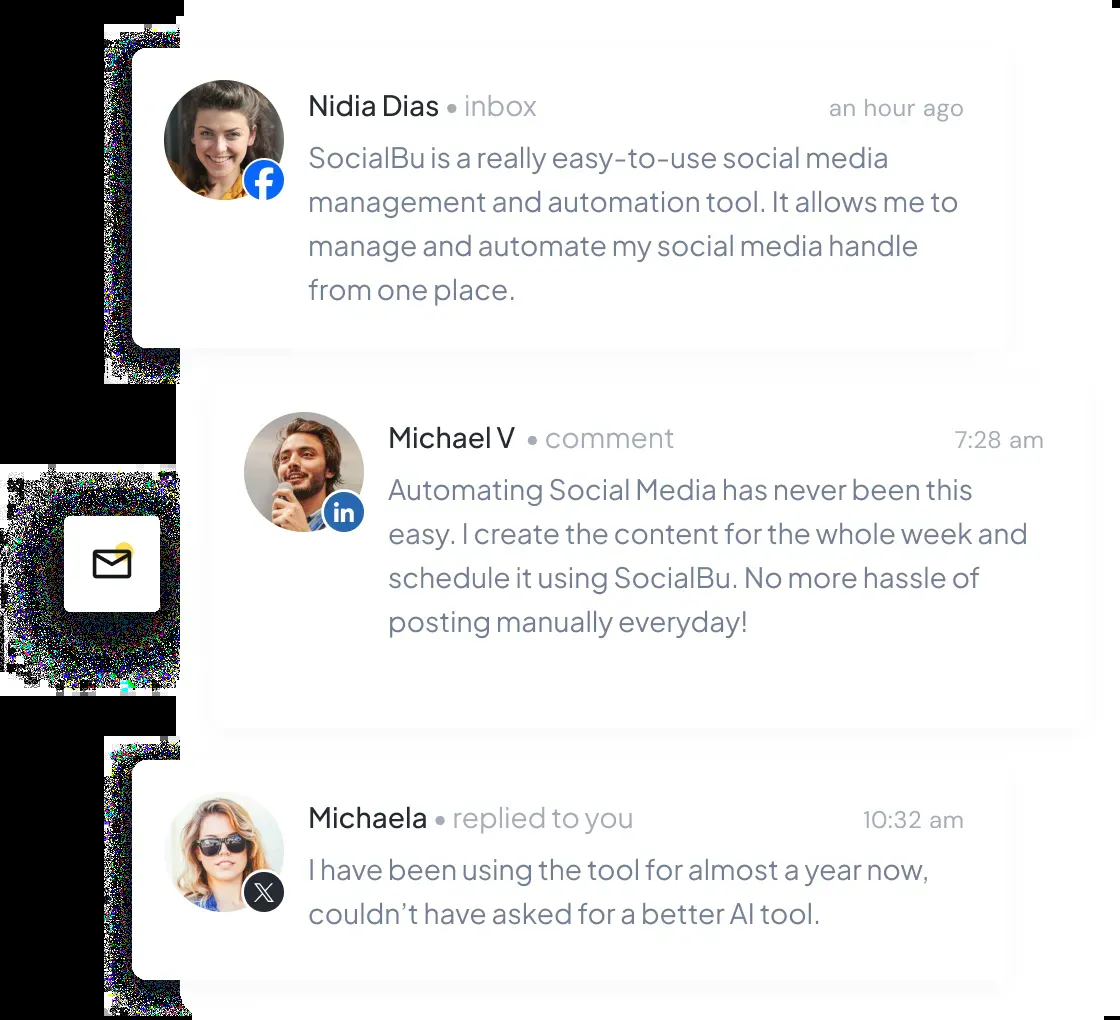 Nidia Dias • inbox an hour ago
SocialBu is a really easy-to-use social media
management and automation tool. It allows me to
manage and automate my social media handle
from one place.
Michael V • comment 7:28 am
in
Automating Social Media has never been this
easy. I create the content for the whole week and
schedule it using SocialBu. No more hassle of
posting manually everyday!
Michaela • replied to you 10:32 am
I have been using the tool for almost a year now,
couldn’t have asked for a better AI tool.